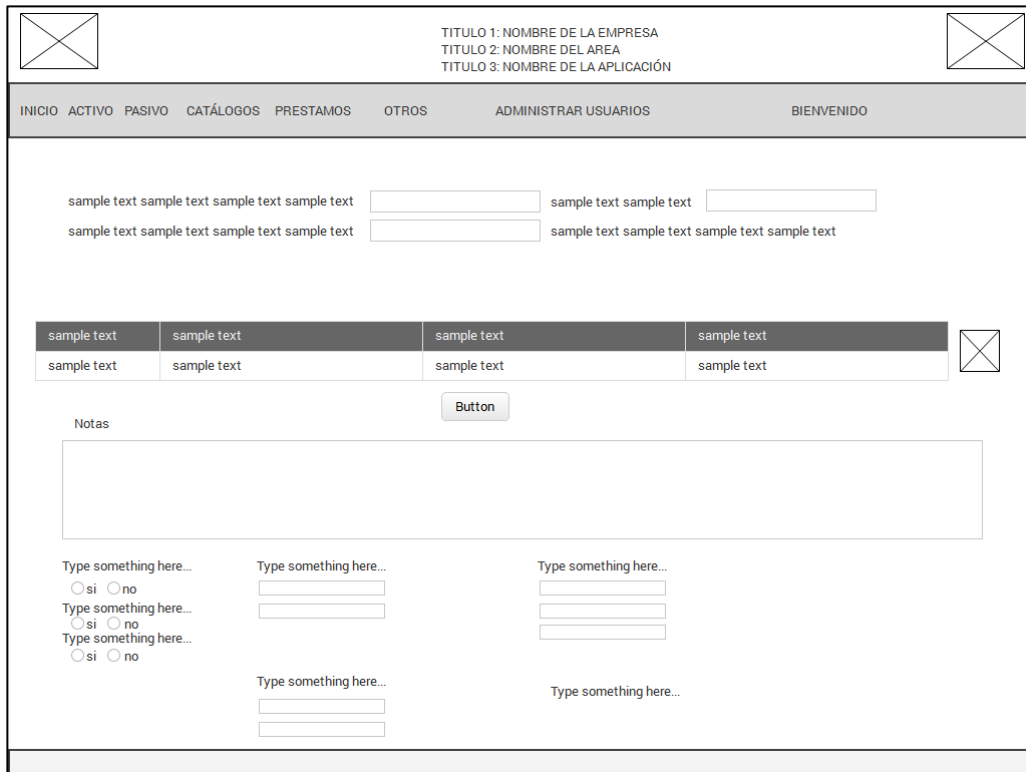 TITULO 1: NOMBRE DE LA EMPRESA
TITULO 2: NOMBRE DEL AREA
TITULO 3: NOMBRE DE LA APLICACIÓN
INICIO ACTIVO PASIVO CATÁLOGOS PRESTAMOS OTROS ADMINISTRAR USUARIOS BIENVENIDO
sample text sample text sample text sample text sample text sample text
sample text sample text sample text sample text sample text sample text sample text sample text
sample text sample text sample text sample text
sample text sample text sample text sample text
Button
Notas
Type something here... Type something here... Type something here...
si no
Type something here...
si no
Type something here...
si no
Type something here...
Type something here...